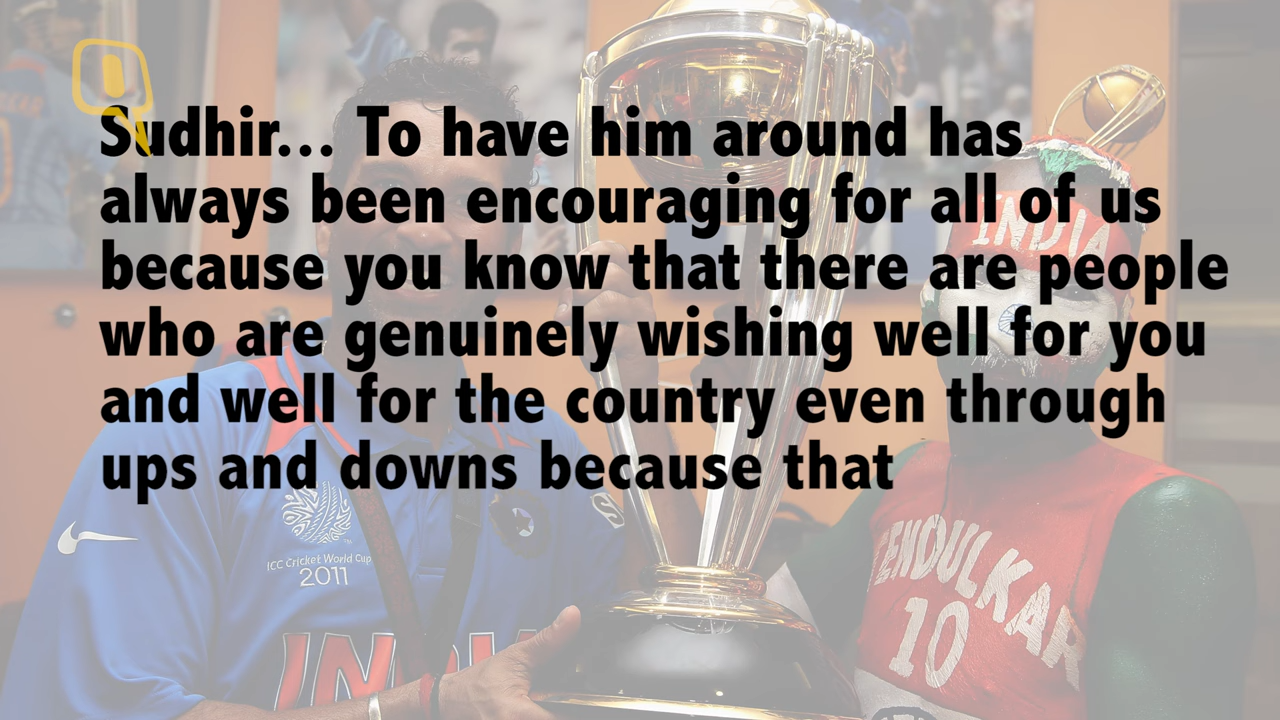 Sudhir... To have him around has
always been encouraging for all of us
because you know that there are people
who are genuinely wishing well for you
and well for the country even through
ups and downs because that
INDIA
ICC Cricket World Cup
2011
TENDULKAR
10